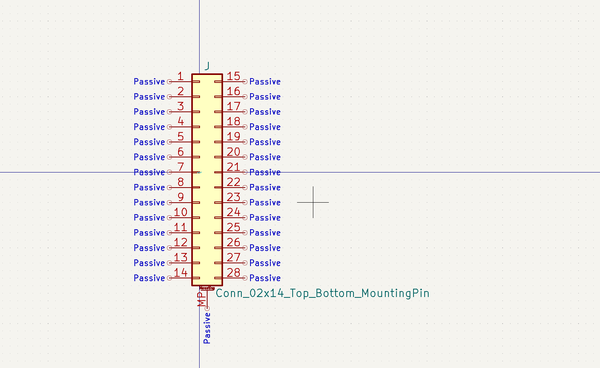 J
Passive 1 15 Passive
Passive 2 16 Passive
Passive 3 17 Passive
Passive 4 18 Passive
Passive 5 19 Passive
Passive 6 20 Passive
Passive 7 21 Passive
Passive 8 22 Passive
Passive 9 23 Passive
Passive 10 24 Passive
Passive 11 25 Passive
Passive 12 26 Passive
Passive 13 27 Passive
Passive 14 28 Passive
Conn_02x14_Top_Bottom_MountingPin
MP
Passive